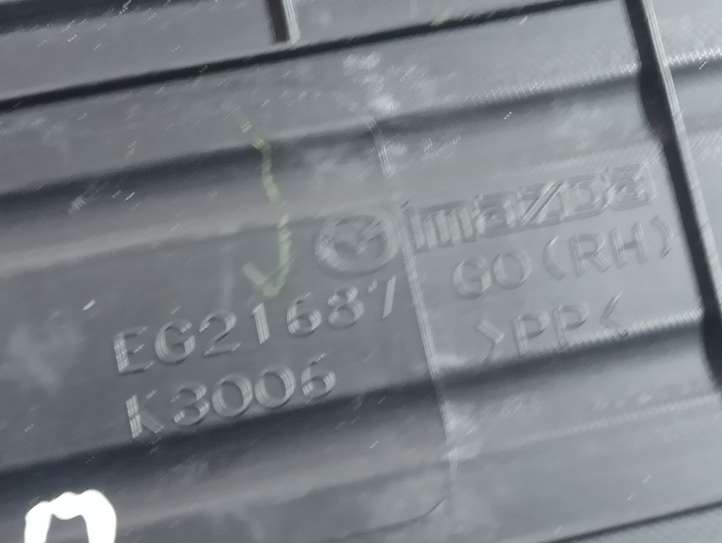 mazda
GO(RH)
EG21687
>PP<
K3006